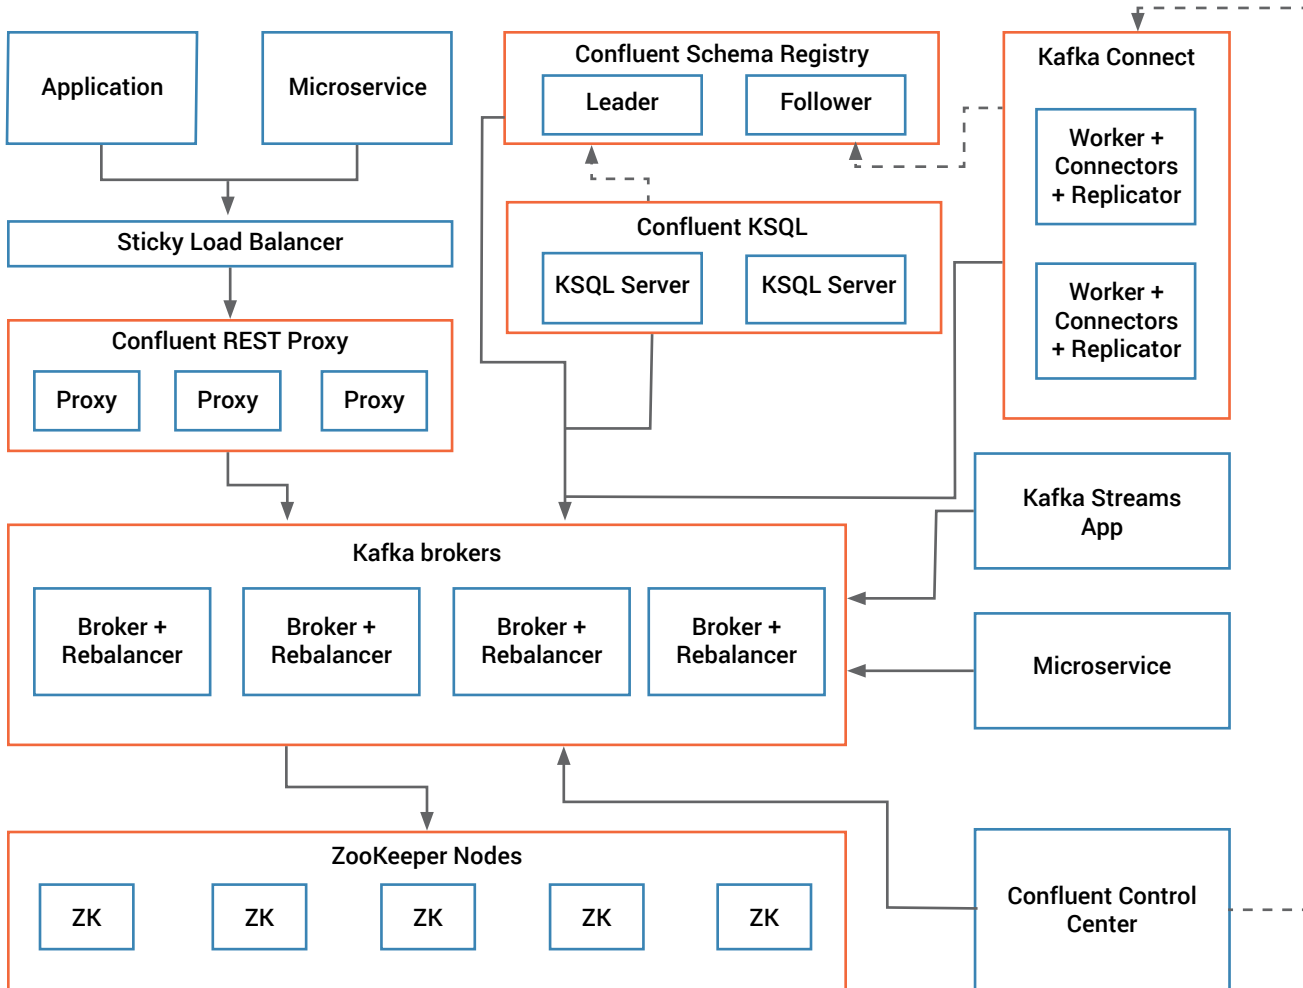 Application
Microservice
Confluent Schema Registry
Leader
Follower
Kafka Connect
Worker +
Connectors
+ Replicator
Worker +
Connectors
+ Replicator
Sticky Load Balancer
Confluent KSQL
KSQL Server
KSQL Server
Confluent REST Proxy
Proxy
Proxy
Proxy
Kafka Streams
App
Kafka brokers
Broker +
Rebalancer
Broker +
Rebalancer
Broker +
Rebalancer
Broker +
Rebalancer
Microservice
ZooKeeper Nodes
ZK
ZK
ZK
ZK
ZK
Confluent Control
Center